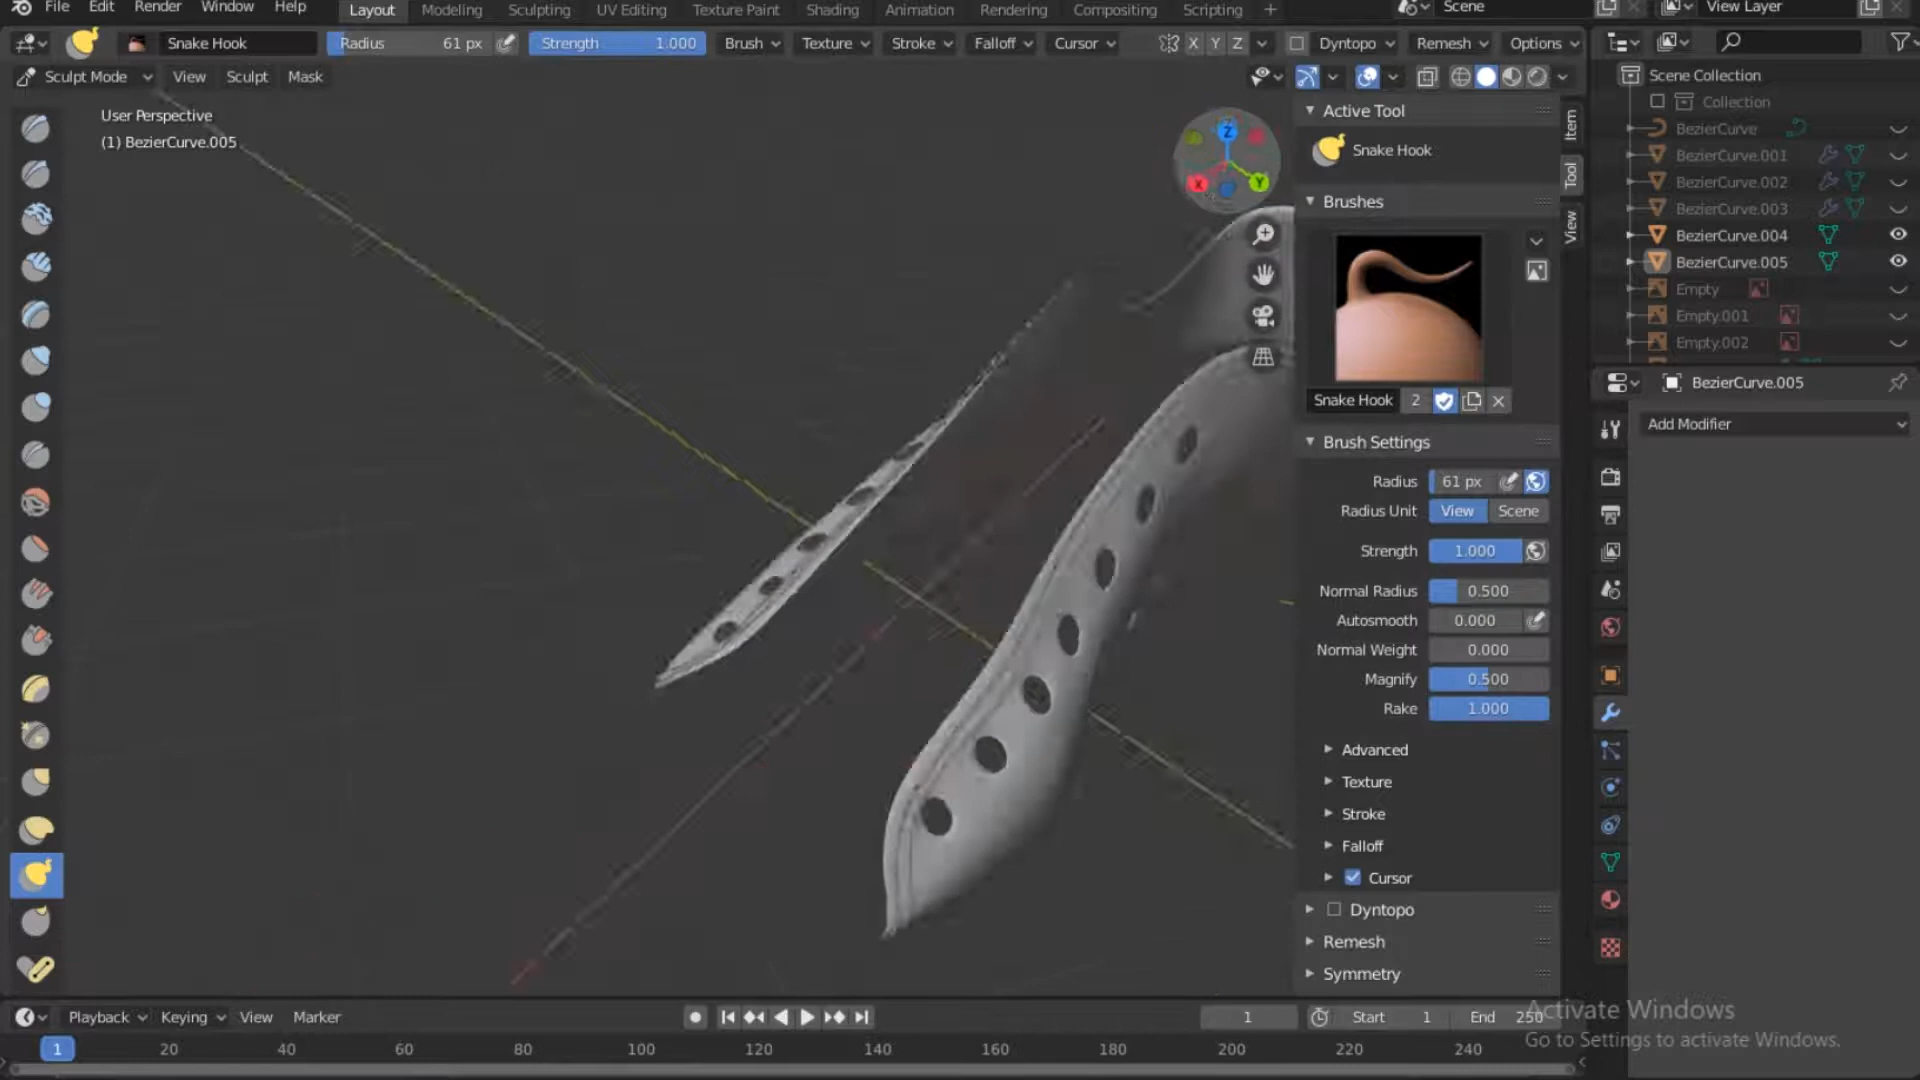 File Edit Render Window Help Layout Modeling Sculpting UV Editing Texture Paint Shading Animation Rendering Compositing Scripting + Scene View Layer
Snake Hook Radius 61 px Strength 1.000 Brush Texture Stroke Falloff Cursor X Y Z Dyntopo Remesh Options
Sculpt Mode View Sculpt Mask
User Perspective
(1) BezierCurve.005
Z
X
Y
Active Tool
Snake Hook
Brushes
Snake Hook 2
Brush Settings
Radius 61 px
Radius Unit View Scene
Strength 1.000
Normal Radius 0.500
Autosmooth 0.000
Normal Weight 0.000
Magnify 0.500
Rake 1.000
Advanced
Texture
Stroke
Falloff
Cursor
Dyntopo
Remesh
Symmetry
Item
Tool
View
Scene Collection
Collection
BezierCurve
BezierCurve.001
BezierCurve.002
BezierCurve.003
BezierCurve.004
BezierCurve.005
Empty
Empty.001
Empty.002
BezierCurve.005
Add Modifier
Playback Keying View Marker 1 Start 1 End 250
1 20 40 60 80 100 120 140 160 180 200 220 240
Activate Windows
Go to Settings to activate Windows.